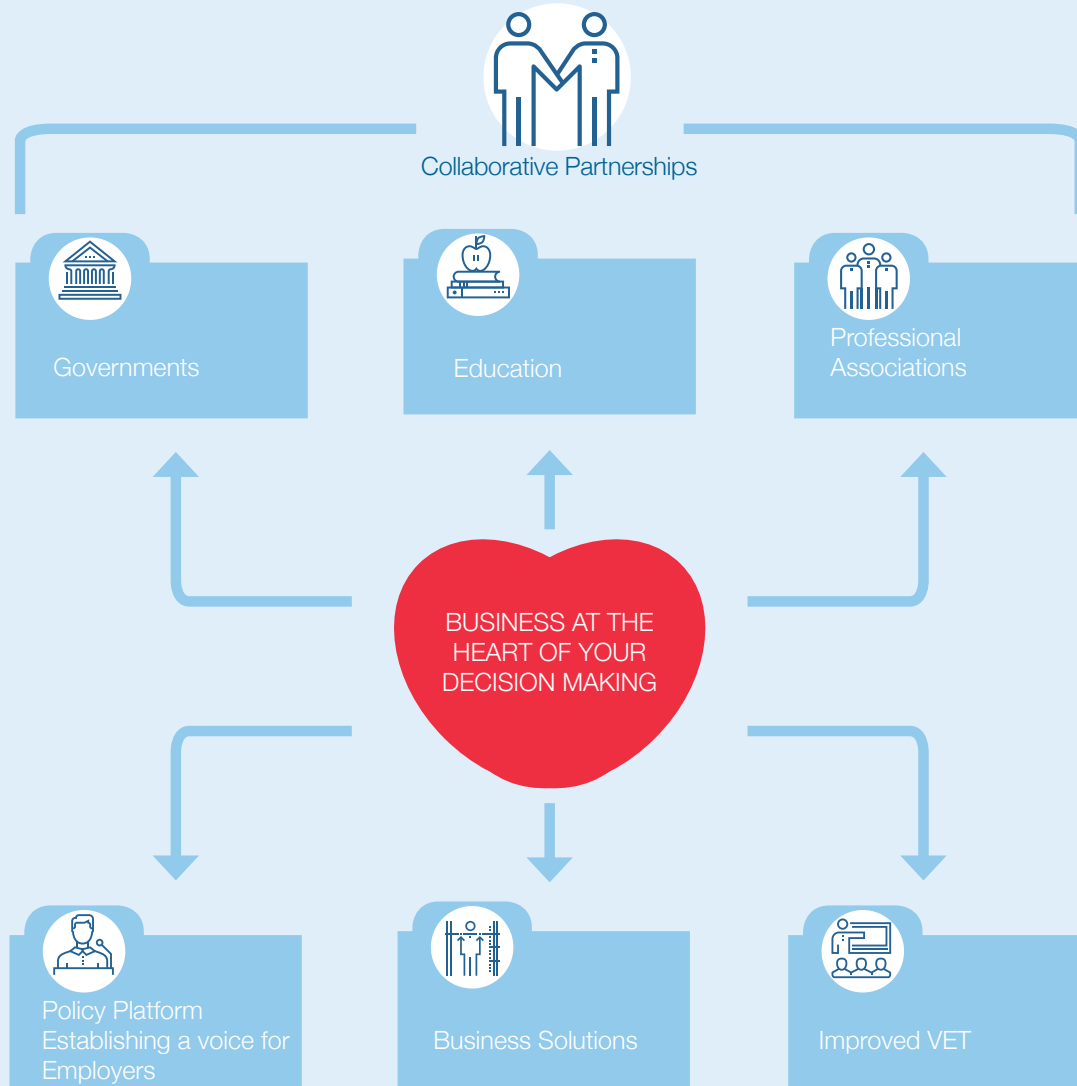 Collaborative Partnerships
Governments
Education
Professional
Associations
BUSINESS AT THE
HEART OF YOUR
DECISION MAKING
Policy Platform
Establishing a voice for
Employers
Business Solutions
Improved VET